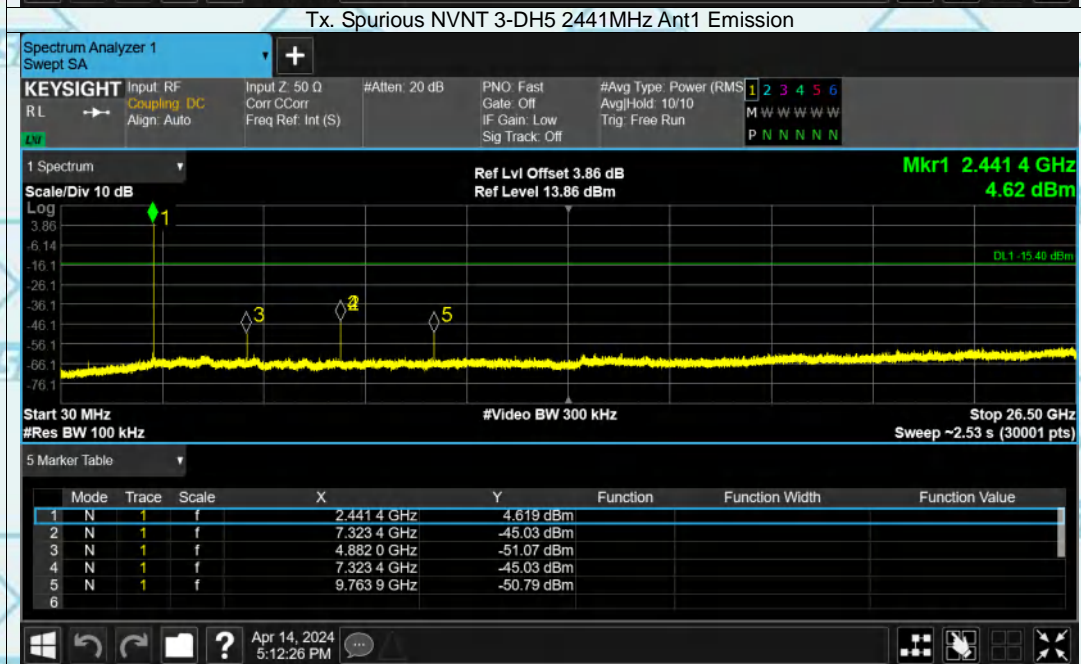 Tx. Spurious NVNT 3-DH5 2441MHz Ant1 Emission
Spectrum Analyzer 1
Swept SA
+
KEYSIGHT
RL
LXI
Input: RF
Coupling: DC
Align: Auto
Input Z: 50 Ω
Corr CCorr
Freq Ref: Int (S)
#Atten: 20 dB
PNO: Fast
Gate: Off
IF Gain: Low
Sig Track: Off
#Avg Type: Power (RMS
Avg|Hold: 10/10
Trig: Free Run
1 2 3 4 5 6
M W W W W W
P N N N N N
1 Spectrum
Scale/Div 10 dB
Ref Lvl Offset 3.86 dB
Ref Level 13.86 dBm
Mkr1 2.441 4 GHz
4.62 dBm
Log
3.86
-6.14
-16.1
-26.1
-36.1
-46.1
-56.1
-66.1
-76.1
1
DL1 -15.40 dBm
3
5
Start 30 MHz
#Video BW 300 kHz
Stop 26.50 GHz
#Res BW 100 kHz
Sweep ~2.53 s (30001 pts)
5 Marker Table
Mode Trace Scale X Y Function Function Width Function Value
1 N 1 f 2.441 4 GHz 4.619 dBm
2 N 1 f 7.323 4 GHz -45.03 dBm
3 N 1 f 4.882 0 GHz -51.07 dBm
4 N 1 f 7.323 4 GHz -45.03 dBm
5 N 1 f 9.763 9 GHz -50.79 dBm
6
?
Apr 14, 2024
5:12:26 PM